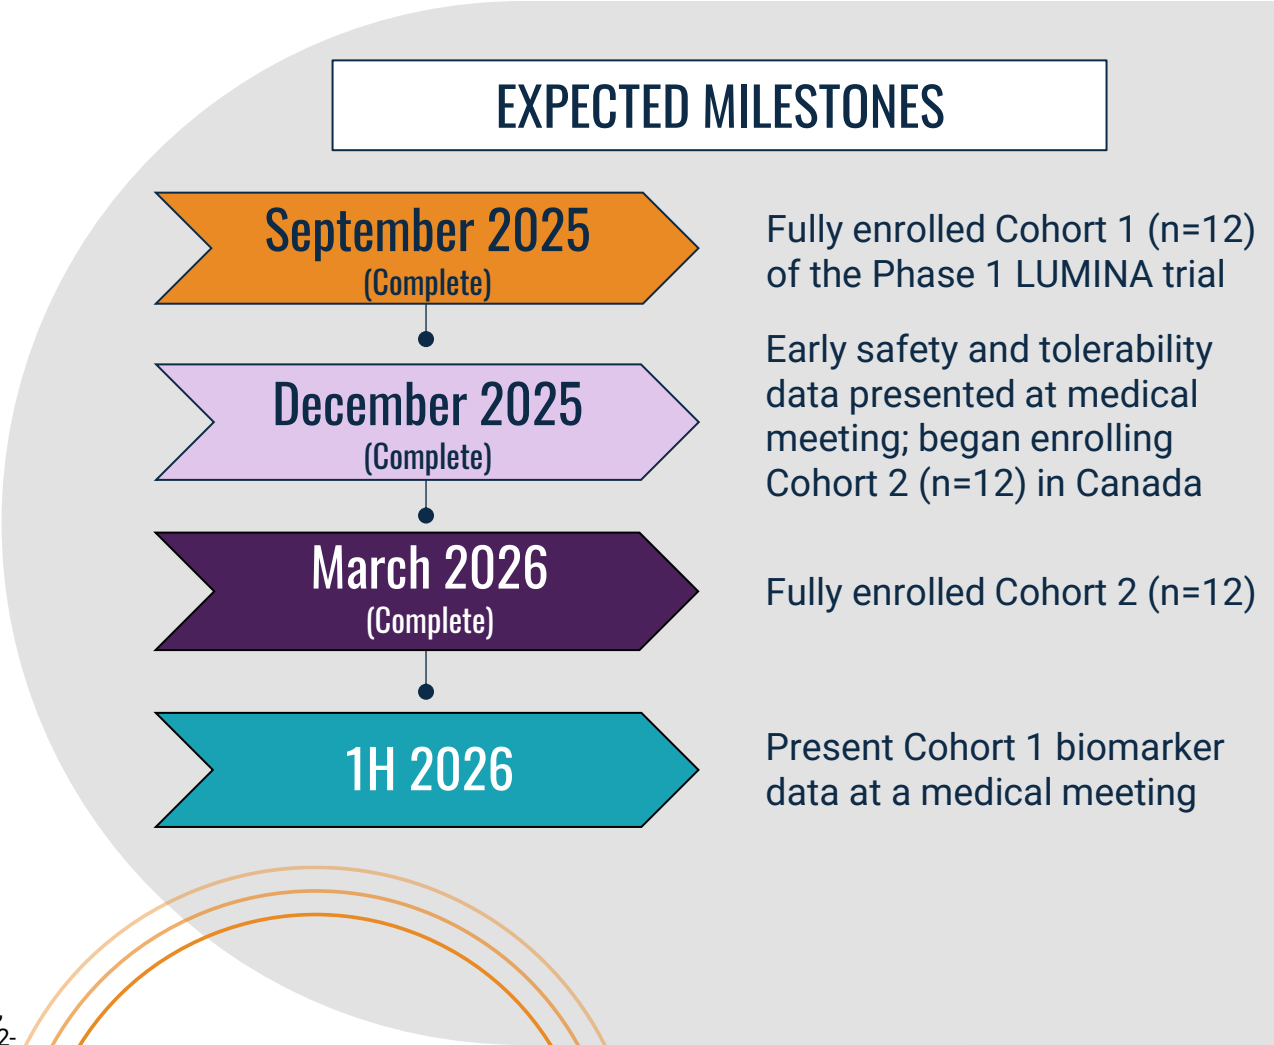 EXPECTED MILESTONES
September 2025
(Complete)
Fully enrolled Cohort 1 (n=12)
of the Phase 1 LUMINA trial
December 2025
(Complete)
Early safety and tolerability
data presented at medical
meeting; began enrolling
Cohort 2 (n=12) in Canada
March 2026
(Complete)
Fully enrolled Cohort 2 (n=12)
1H 2026
Present Cohort 1 biomarker
data at a medical meeting